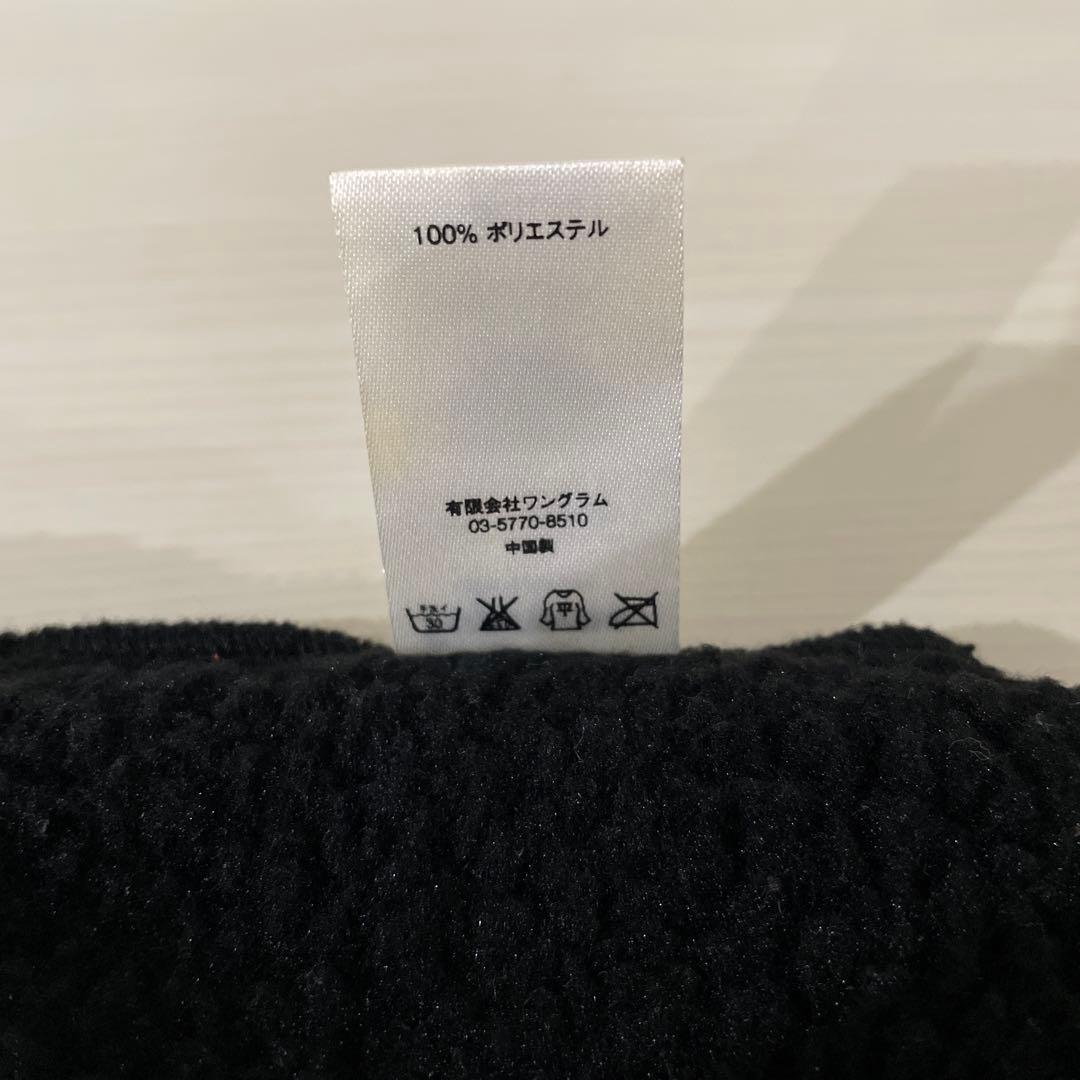 100% ポリエステル
有限会社ワングラム
03-5770-8510
中国製
手洗イ
30
平